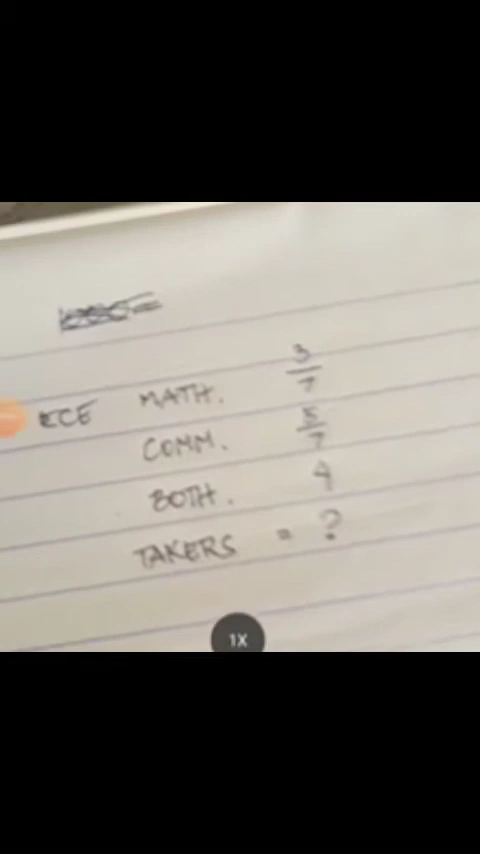 ECE MATH. 3/7
COMM. 5/7
BOTH. 4
TAKERS = ?
1X